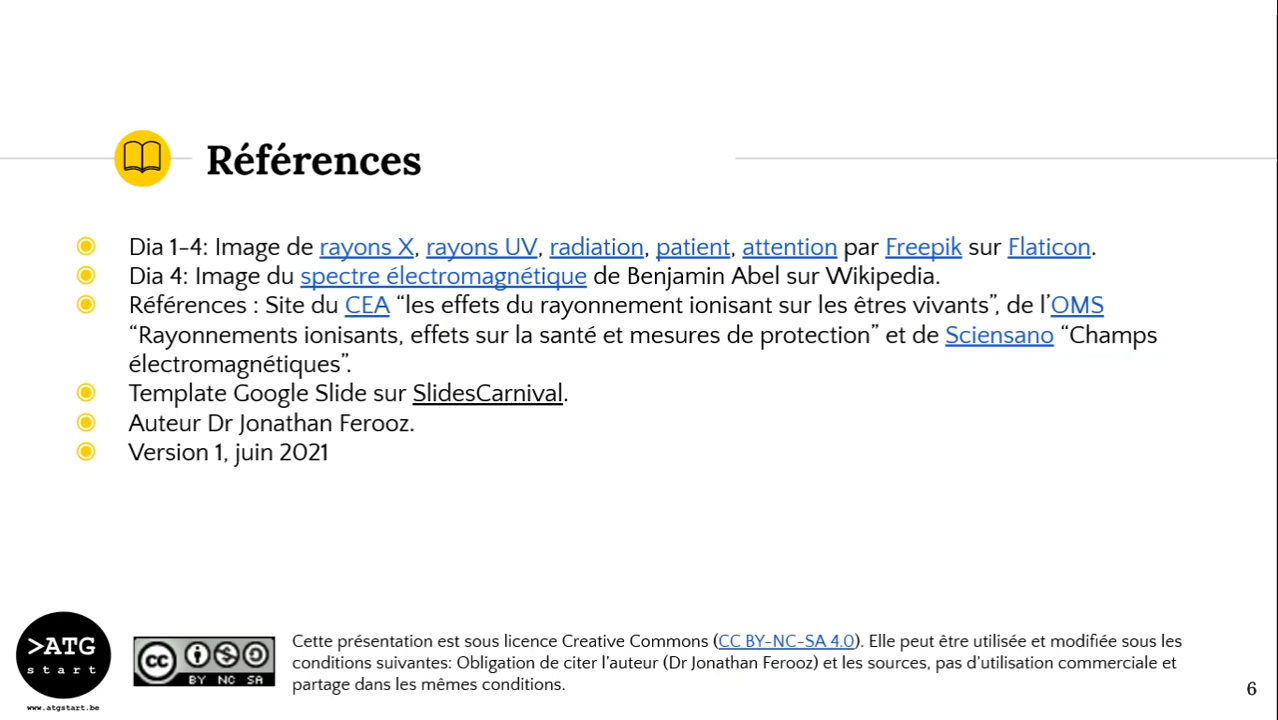 Références
Dia 1-4: Image de rayons X, rayons UV, radiation, patient, attention par Freepik sur Flaticon.
Dia 4: Image du spectre électromagnétique de Benjamin Abel sur Wikipedia.
Références : Site du CEA “les effets du rayonnement ionisant sur les êtres vivants”, de l’OMS
“Rayonnements ionisants, effets sur la santé et mesures de protection” et de Sciensano “Champs
électromagnétiques”.
Template Google Slide sur SlidesCarnival.
Auteur Dr Jonathan Ferooz.
Version 1, juin 2021
>ATG
start
www.atgstart.be
cc
BY NC SA
Cette présentation est sous licence Creative Commons (CC BY-NC-SA 4.0). Elle peut être utilisée et modifiée sous les
conditions suivantes: Obligation de citer l’auteur (Dr Jonathan Ferooz) et les sources, pas d’utilisation commerciale et
partage dans les mêmes conditions.
6